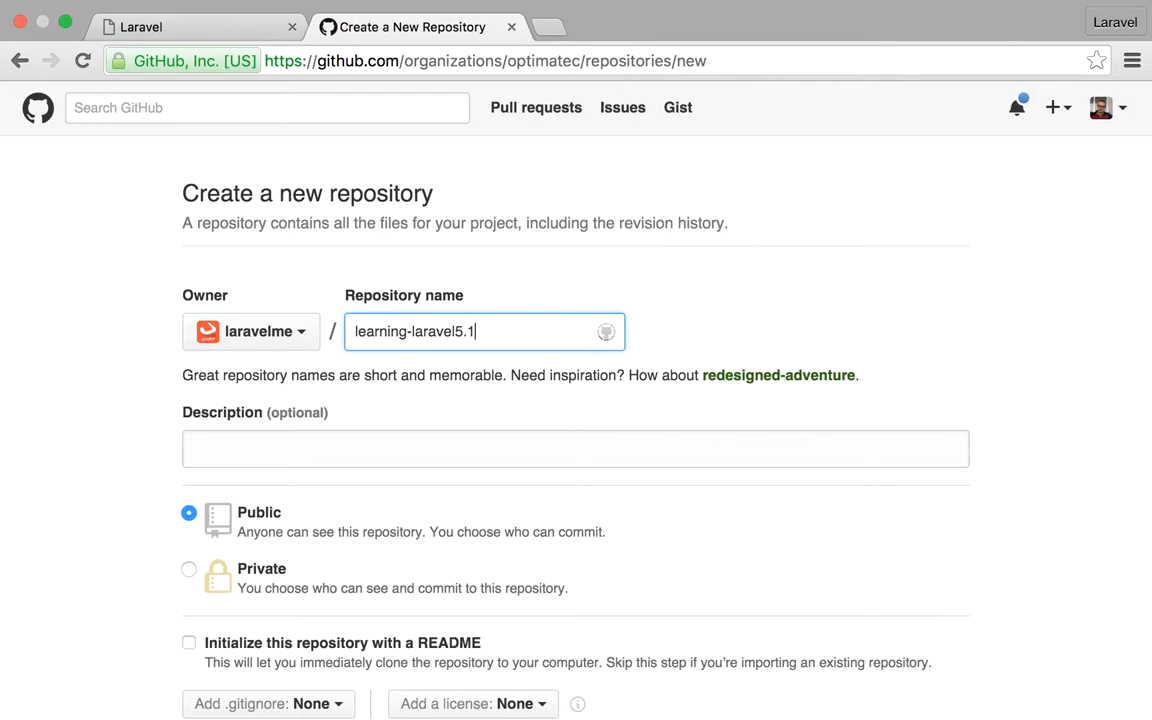 Laravel
Create a New Repository
Laravel
GitHub, Inc. [US] https://github.com/organizations/optimatec/repositories/new
Search GitHub
Pull requests Issues Gist
Create a new repository
A repository contains all the files for your project, including the revision history.
Owner
Repository name
laravelme / learning-laravel5.1
Great repository names are short and memorable. Need inspiration? How about redesigned-adventure.
Description (optional)
Public
Anyone can see this repository. You choose who can commit.
Private
You choose who can see and commit to this repository.
Initialize this repository with a README
This will let you immediately clone the repository to your computer. Skip this step if you’re importing an existing repository.
Add .gitignore: None Add a license: None